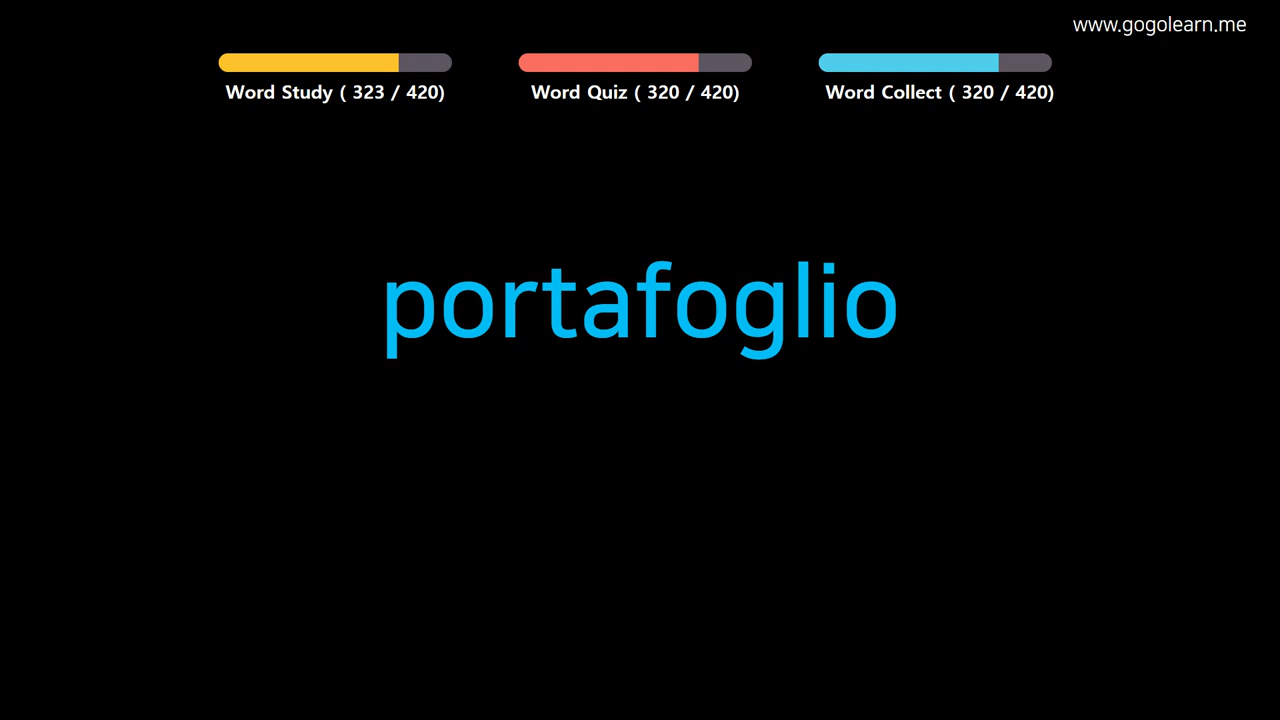 www.gogolearn.me
Word Study ( 323 / 420)
Word Quiz ( 320 / 420)
Word Collect ( 320 / 420)
portafoglio